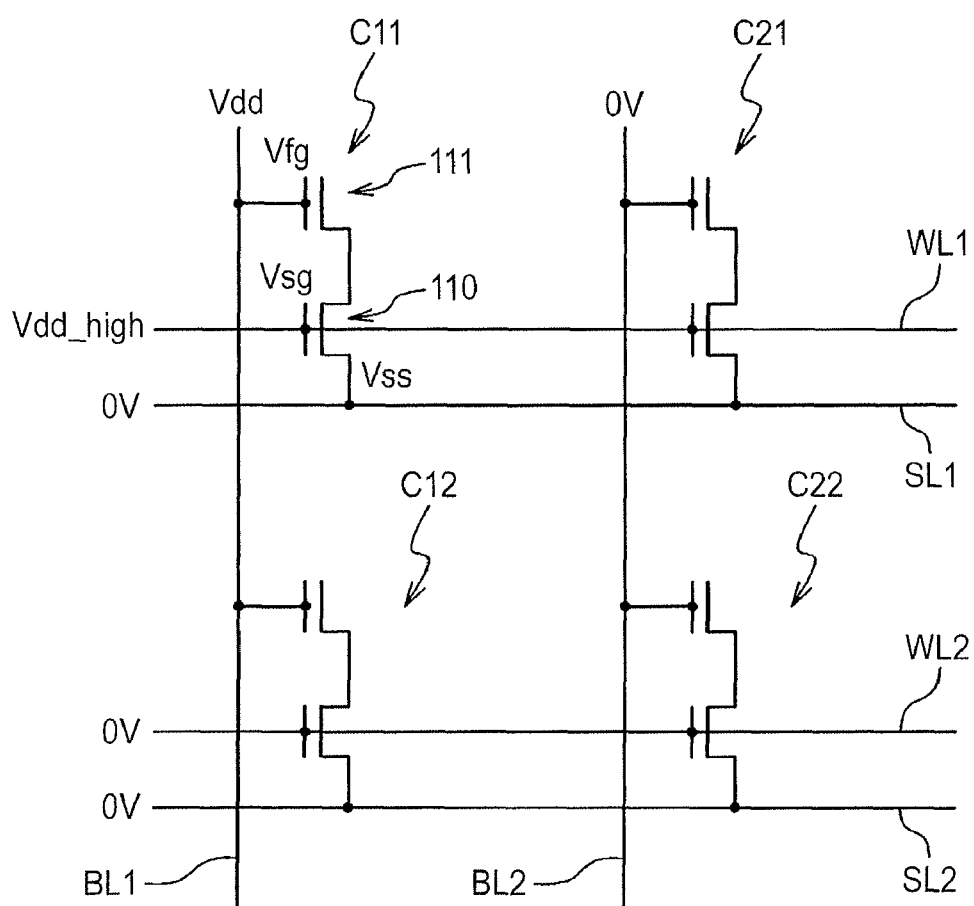 C11
C21
Vdd
0V
Vfg
111
WL1
Vsg
110
Vdd_high
Vss
0V
SL1
C12
C22
WL2
0V
0V
BL1
BL2
SL2